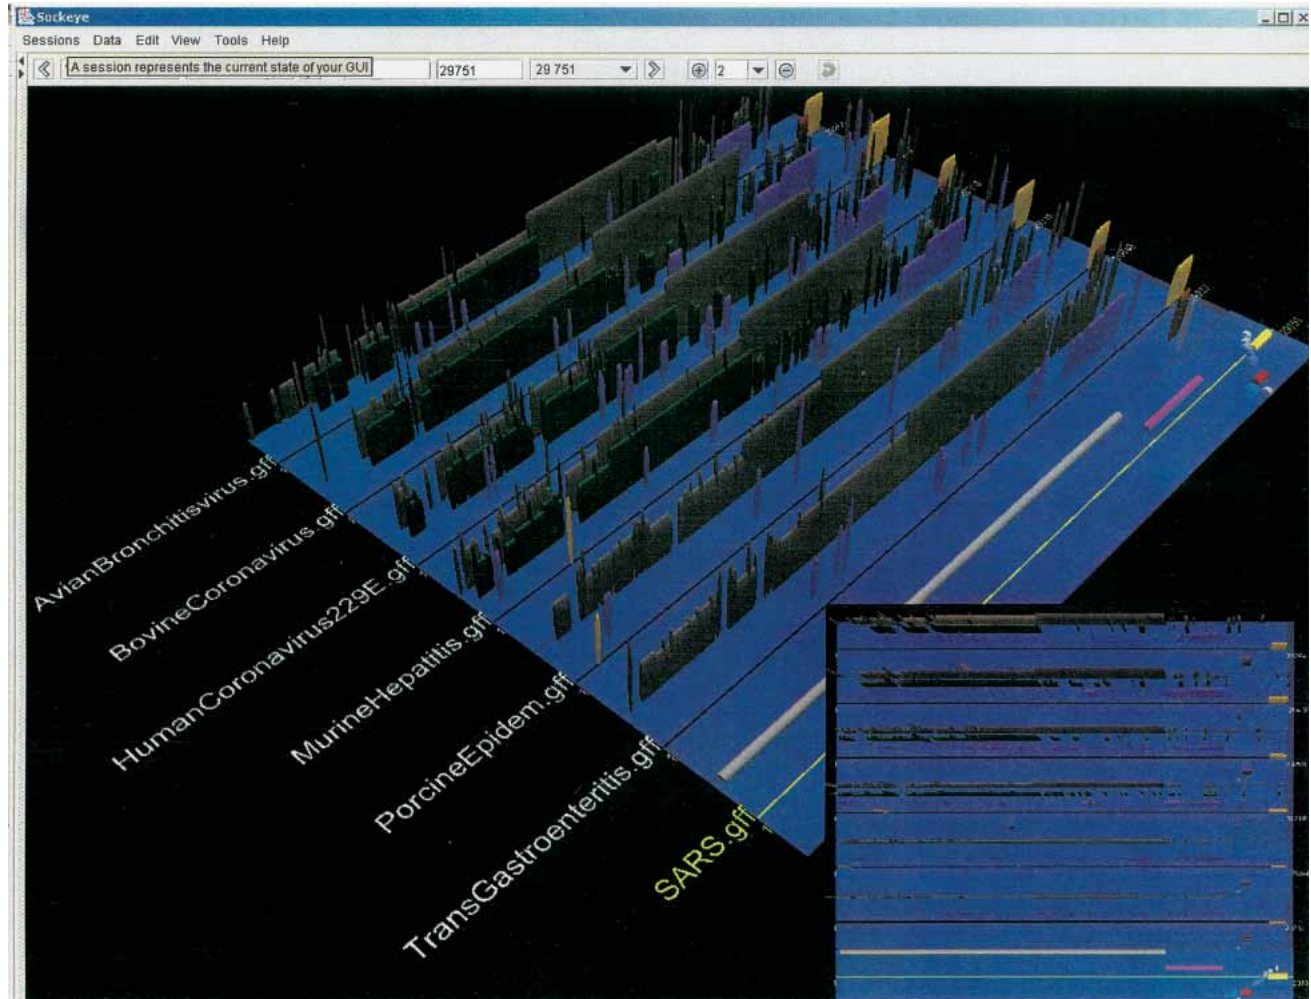 Sockeye
Sessions Data Edit View Tools Help
A session represents the current state of your GUI 29751 29 751 2
AvianBronchitisvirus.gff
BovineCoronavirus.gff
HumanCoronavirus229E.gff
MurineHepatitis.gff
PorcineEpidem.gff
TransGastroenteritis.gff
SARS.gff